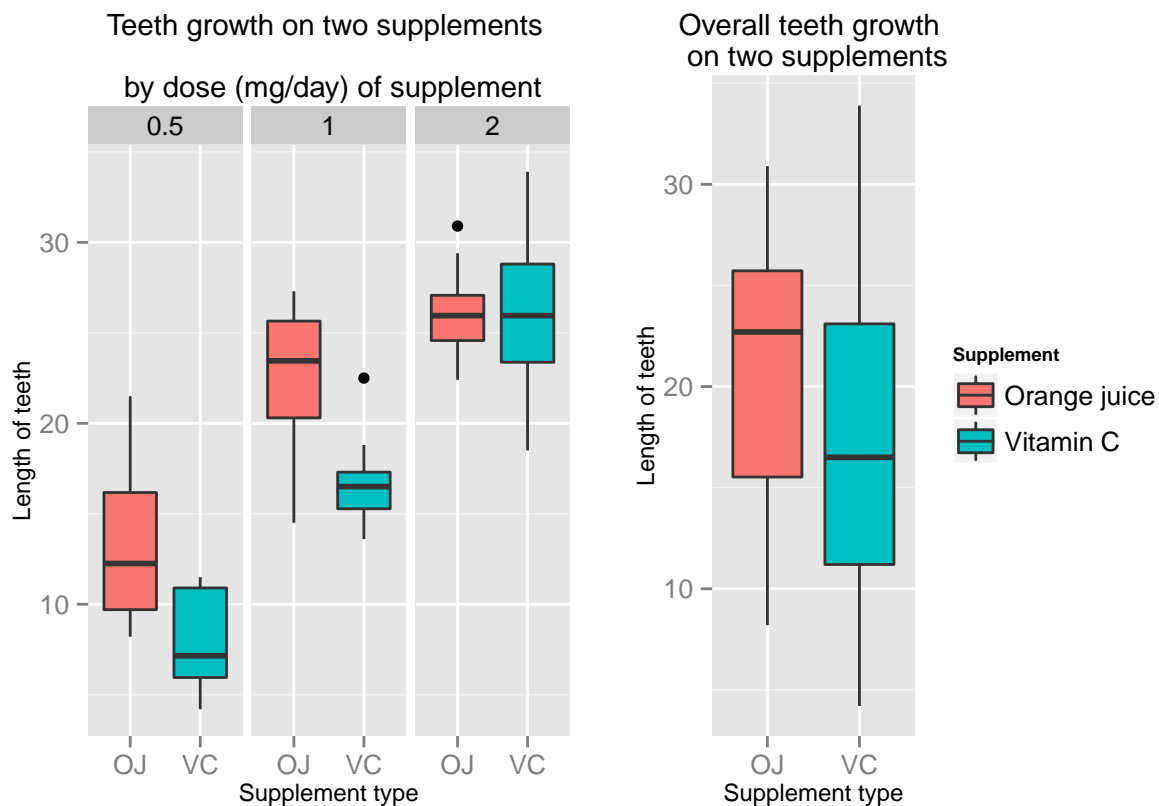 Teeth growth on two supplements
by dose (mg/day) of supplement
0.5
1
2
30
20
10
Length of teeth
OJ
VC
OJ
VC
OJ
VC
Supplement type
Overall teeth growth
on two supplements
30
20
10
Length of teeth
OJ
VC
Supplement type
Supplement
Orange juice
Vitamin C